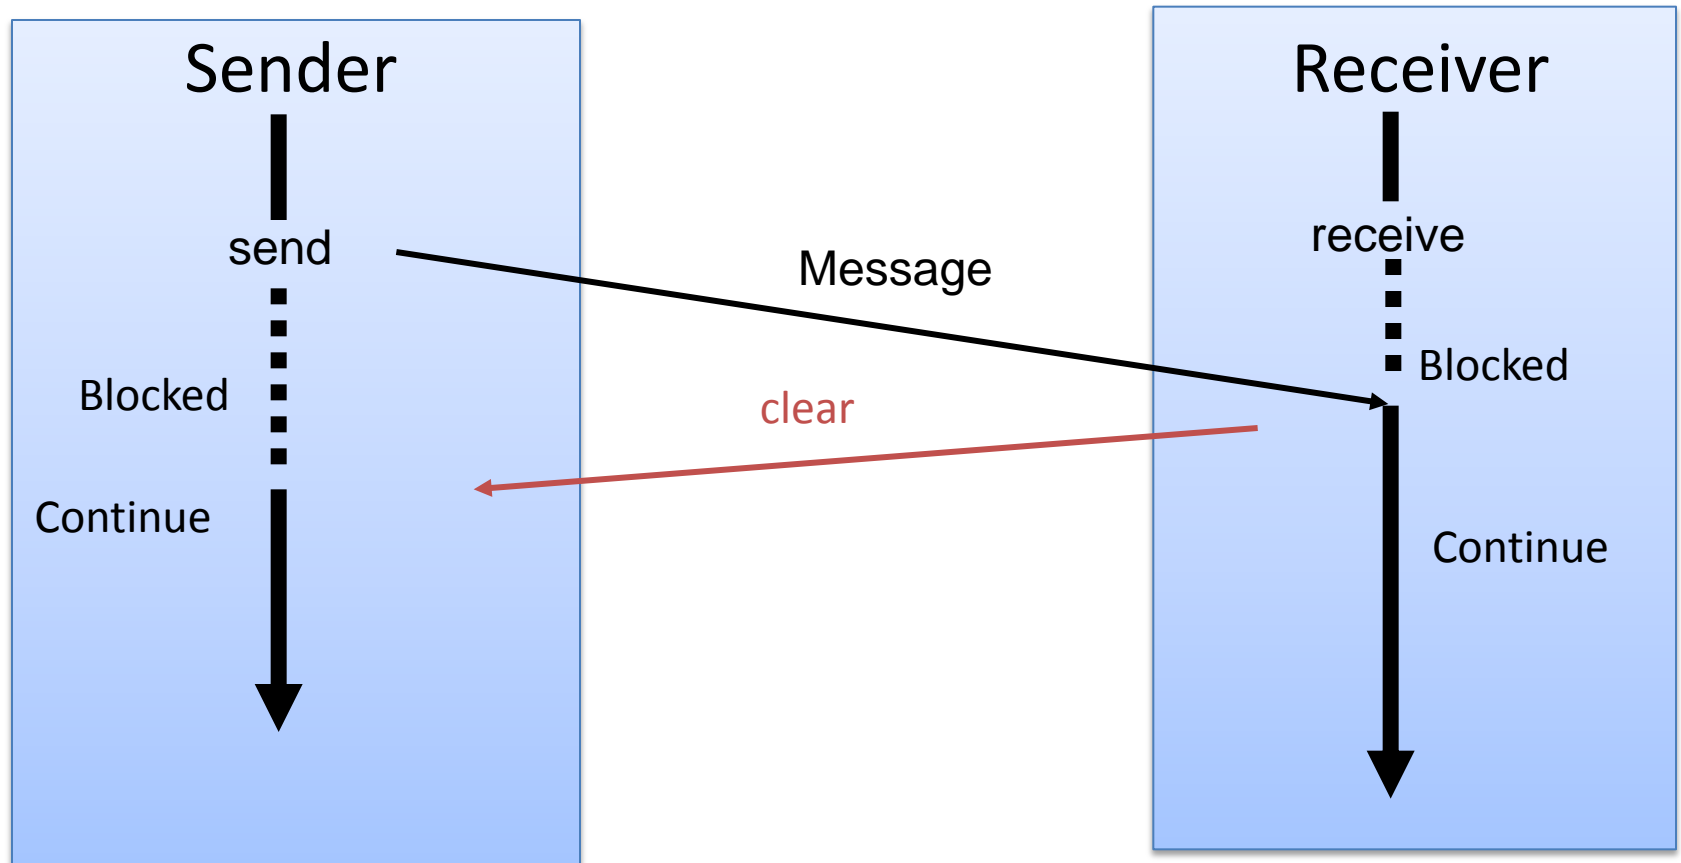 Sender
Receiver
send
receive
Message
Blocked
Blocked
clear
Continue
Continue